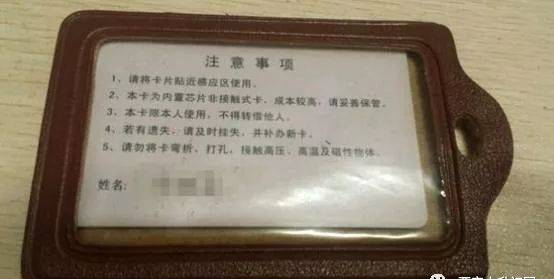 注意事项
1、请将卡片贴近感应区使用。
2、本卡为内置芯片非接触式卡，成本较高，请妥善保管。
3、本卡限本人使用，不得转借他人。
4、若有遗失，请及时挂失，并补办新卡。
5、请勿将卡弯折、打孔，接触高压、高温及磁性物体。
姓名：